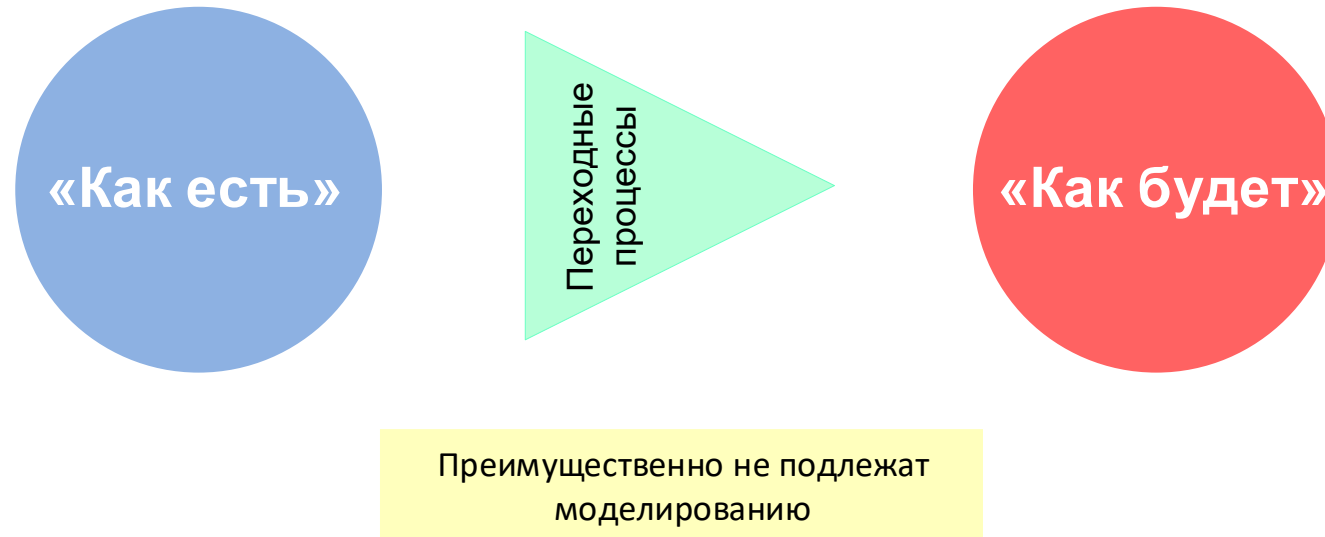 «Как есть»
Переходные
процессы
«Как будет»
Преимущественно не подлежат
моделированию